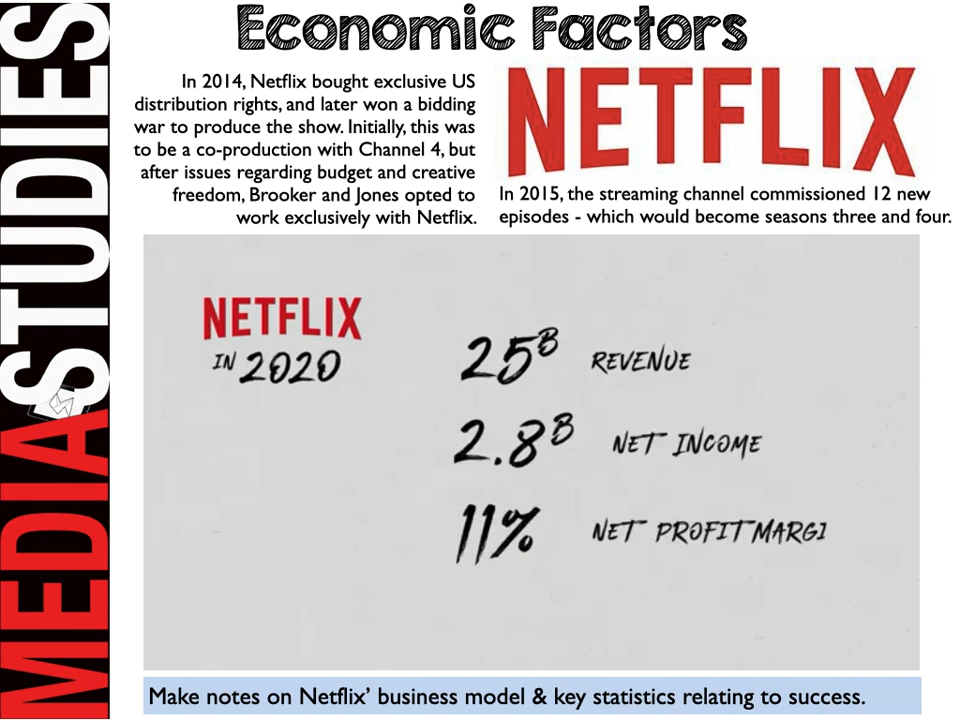 Economic Factors
In 2014, Netflix bought exclusive US
distribution rights, and later won a bidding
war to produce the show. Initially, this was
to be a co-production with Channel 4, but
after issues regarding budget and creative
freedom, Brooker and Jones opted to
work exclusively with Netflix.
NETFLIX
In 2015, the streaming channel commissioned 12 new
episodes - which would become seasons three and four.
NETFLIX
IN 2020
25B REVENUE
2.8B NET INCOME
11% NET PROFIT MARGI
Make notes on Netflix’ business model & key statistics relating to success.
MEDIASTUDIES